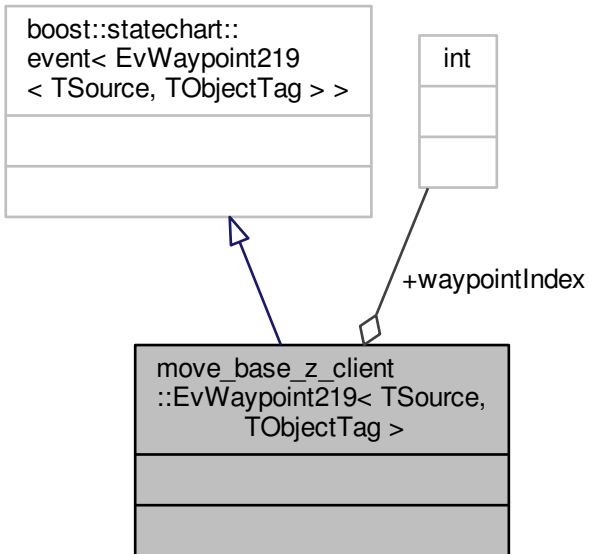 boost::statechart::
event< EvWaypoint219
< TSource, TObjectTag > >
int
+waypointIndex
move_base_z_client
::EvWaypoint219< TSource,
TObjectTag >